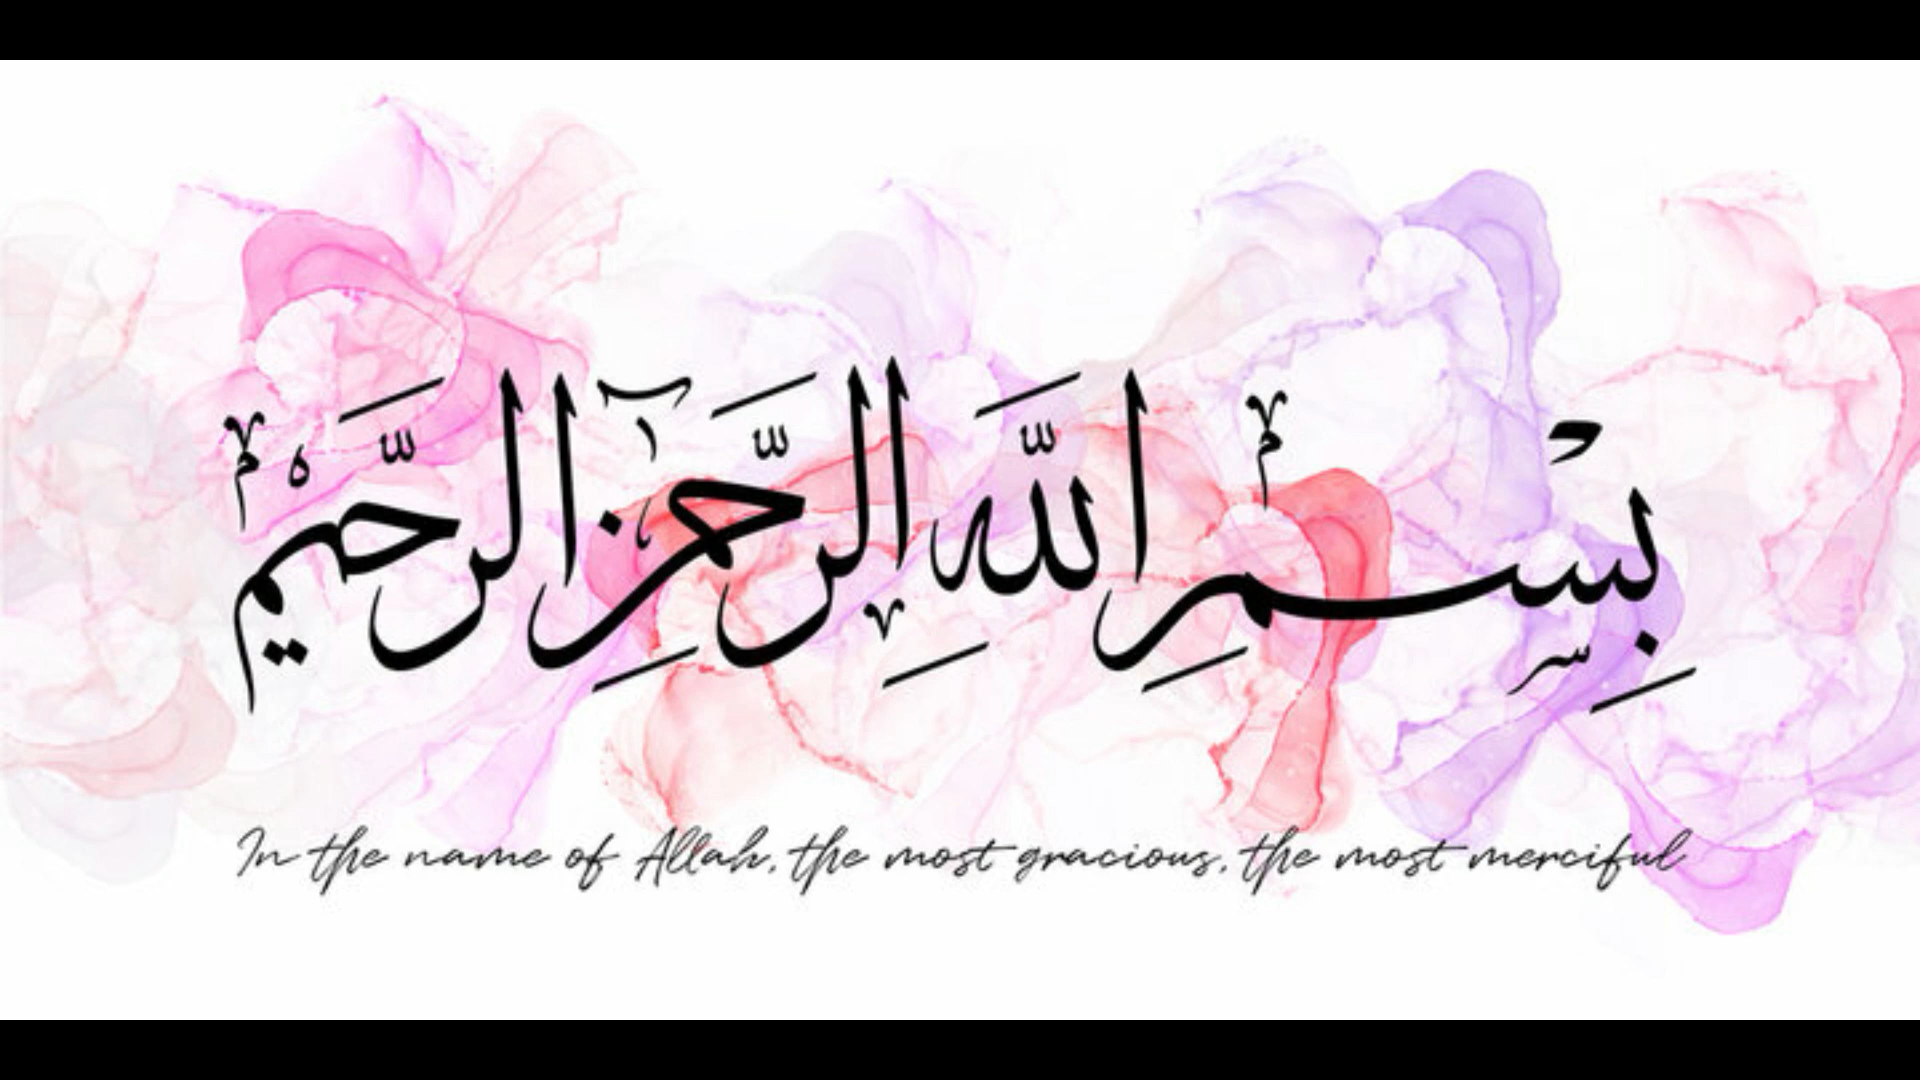 بِسْمِ اللَّهِ الرَّحْمَٰنِ الرَّحِيمِ
In the name of Allah, the most gracious, the most merciful